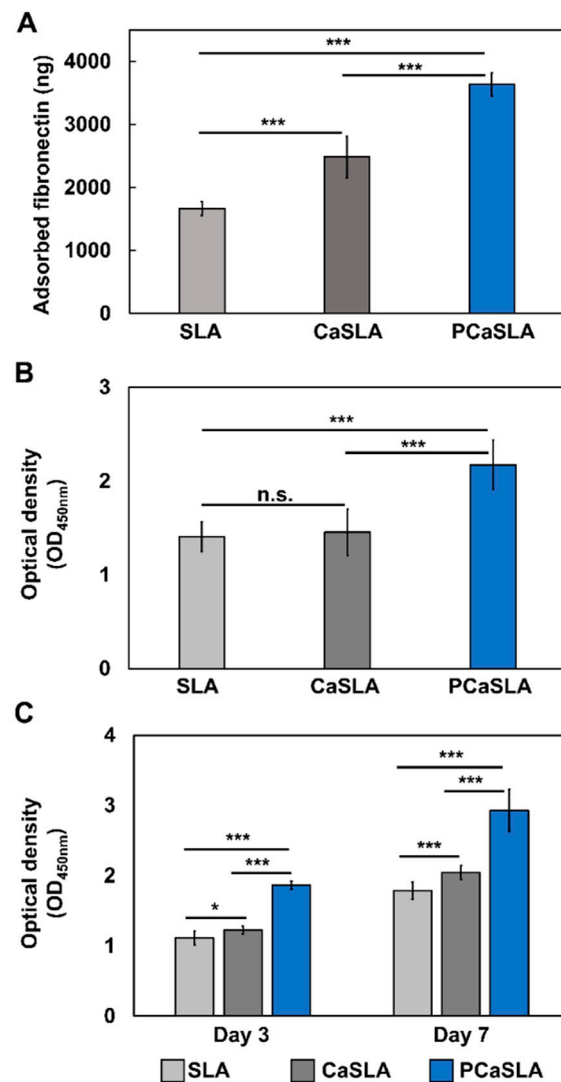 A
Adsorbed fibronectin (ng)
4000
3000
2000
1000
0
***
***
***
SLA CaSLA PCaSLA
B
Optical density
(OD450nm)
3
2
1
0
***
***
n.s.
SLA CaSLA PCaSLA
C
Optical density
(OD450nm)
4
3
2
1
0
***
***
***
***
***
*
Day 3 Day 7
SLA CaSLA PCaSLA